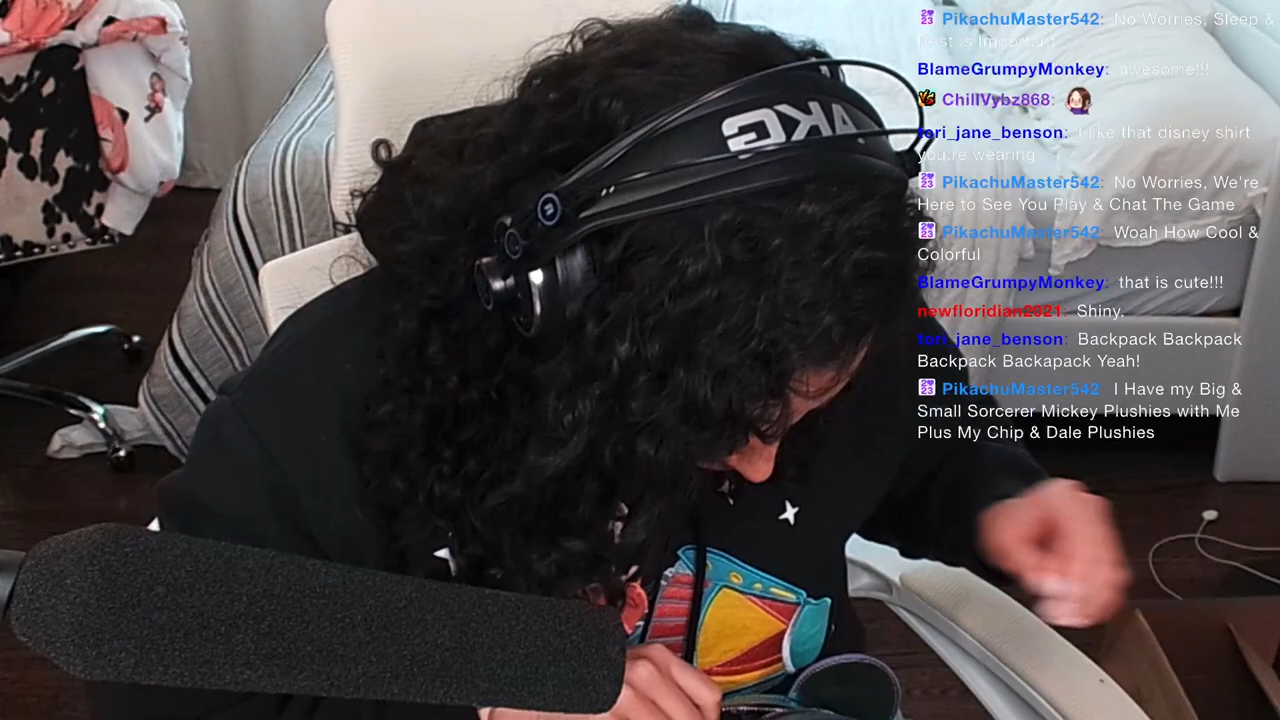 PikachuMaster542: No Worries, Sleep &
Rest is Important
BlameGrumpyMonkey: awesome!!!
ChillVybz868:
tori_jane_benson: I like that disney shirt
you're wearing
PikachuMaster542: No Worries, We're
Here to See You Play & Chat The Game
PikachuMaster542: Woah How Cool &
Colorful
BlameGrumpyMonkey: that is cute!!!
newfloridian2021: Shiny.
tori_jane_benson: Backpack Backpack
Backpack Backapack Yeah!
PikachuMaster542: I Have my Big &
Small Sorcerer Mickey Plushies with Me
Plus My Chip & Dale Plushies
AKG